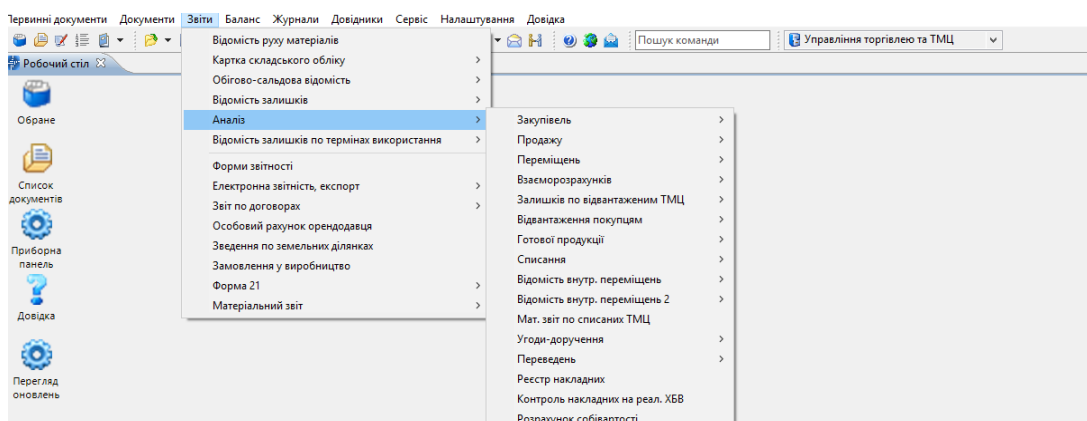 Первинні документи Документи Звіти Баланс Журнали Довідники Сервіс Налаштування Довідка
Пошук команди Управління торгівлею та ТМЦ
Робочий стіл
Обране
Список
документів
Приборна
панель
Довідка
Перегляд
оновлень
Відомість руху матеріалів
Картка складського обліку
Обігово-сальдова відомість
Відомість залишків
Аналіз
Відомість залишків по термінах використання
Форми звітності
Електронна звітність, експорт
Звіт по договорах
Особовий рахунок орендодавця
Зведення по земельних ділянках
Замовлення у виробництво
Форма 21
Матеріальний звіт
Закупівель
Продажу
Переміщень
Взаєморозрахунків
Залишків по відвантаженим ТМЦ
Відвантаження покупцям
Готової продукції
Списання
Відомість внутр. переміщень
Відомість внутр. переміщень 2
Мат. звіт по списаних ТМЦ
Угоди-доручення
Переведень
Реєстр накладних
Контроль накладних на реал. ХБВ
Розрахунок собівартості